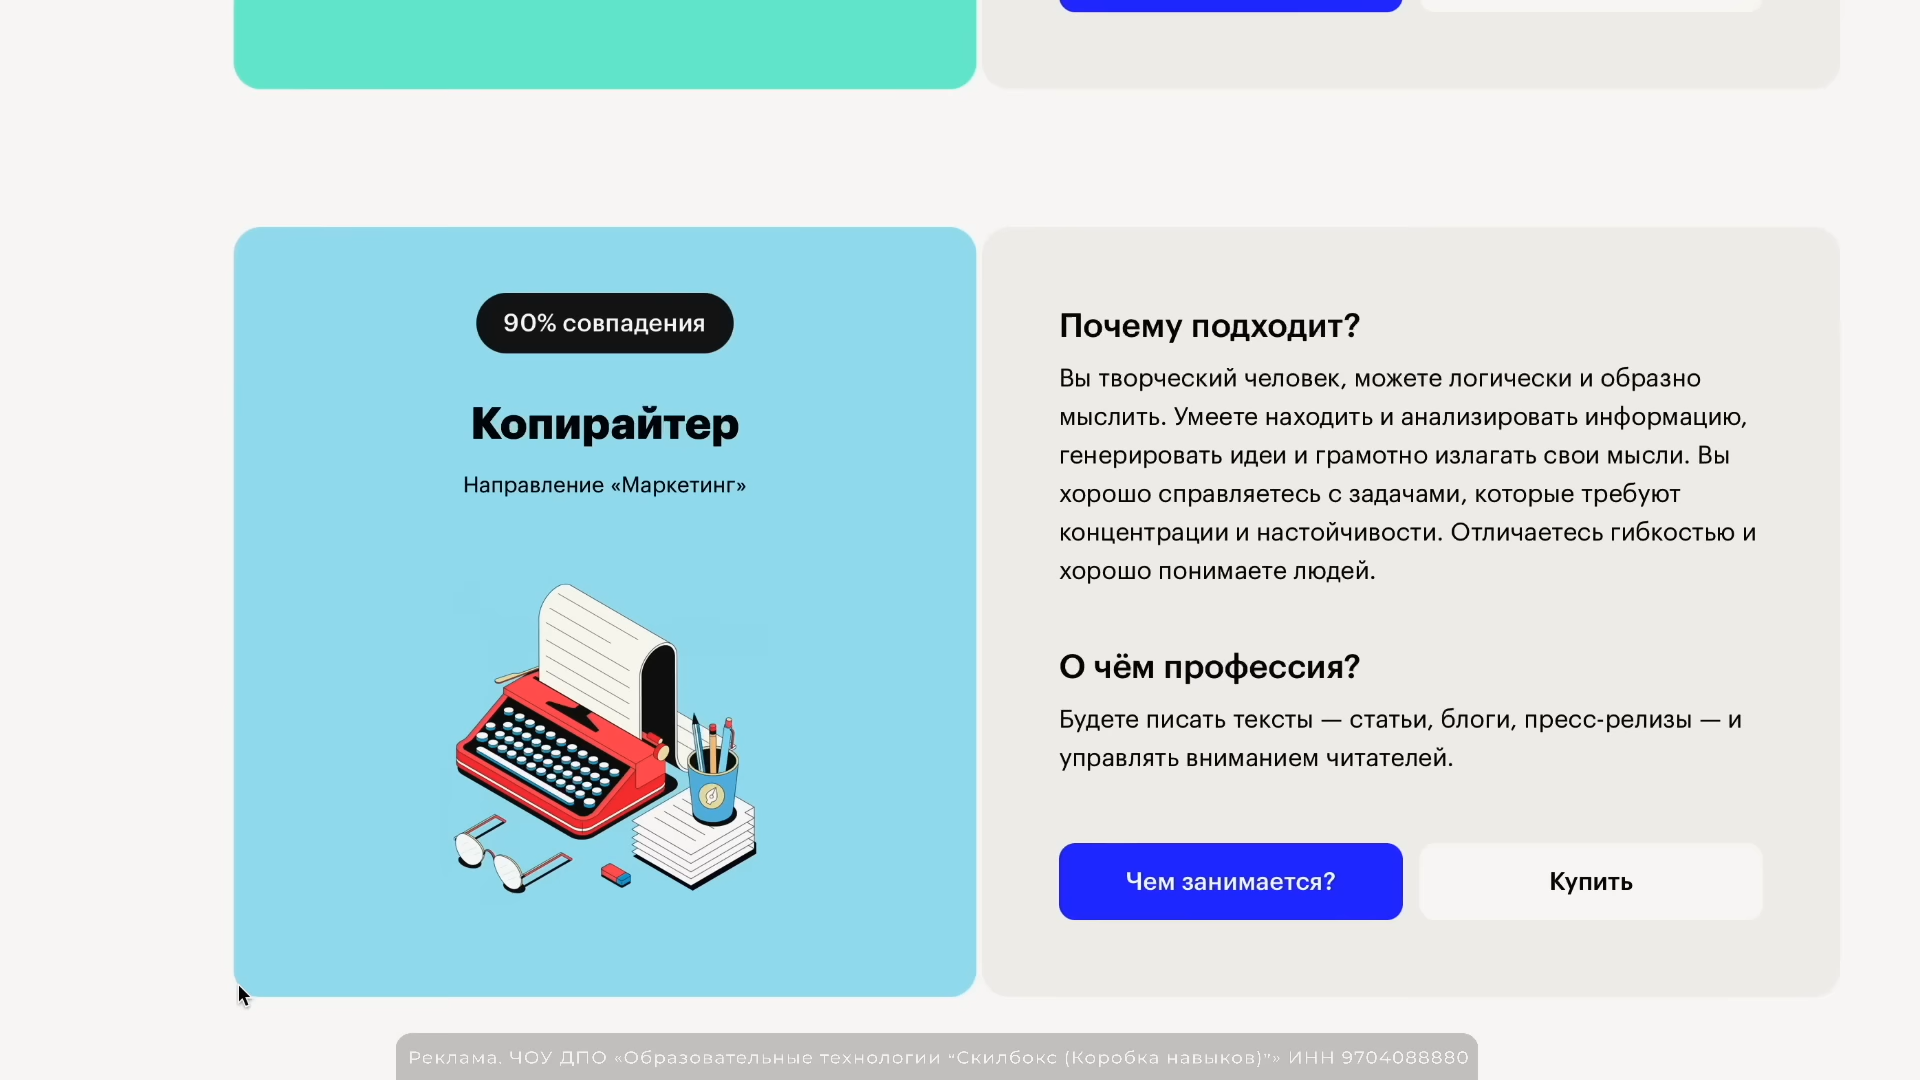 90% совпадения
Копирайтер
Направление «Маркетинг»
Почему подходит?
Вы творческий человек, можете логически и образно
мыслить. Умеете находить и анализировать информацию,
генерировать идеи и грамотно излагать свои мысли. Вы
хорошо справляетесь с задачами, которые требуют
концентрации и настойчивости. Отличаетесь гибкостью и
хорошо понимаете людей.
О чём профессия?
Будете писать тексты — статьи, блоги, пресс-релизы — и
управлять вниманием читателей.
Чем занимается?
Купить
Реклама. ЧОУ ДПО «Образовательные технологии “Скилбокс (Коробка навыков)”» ИНН 9704088880